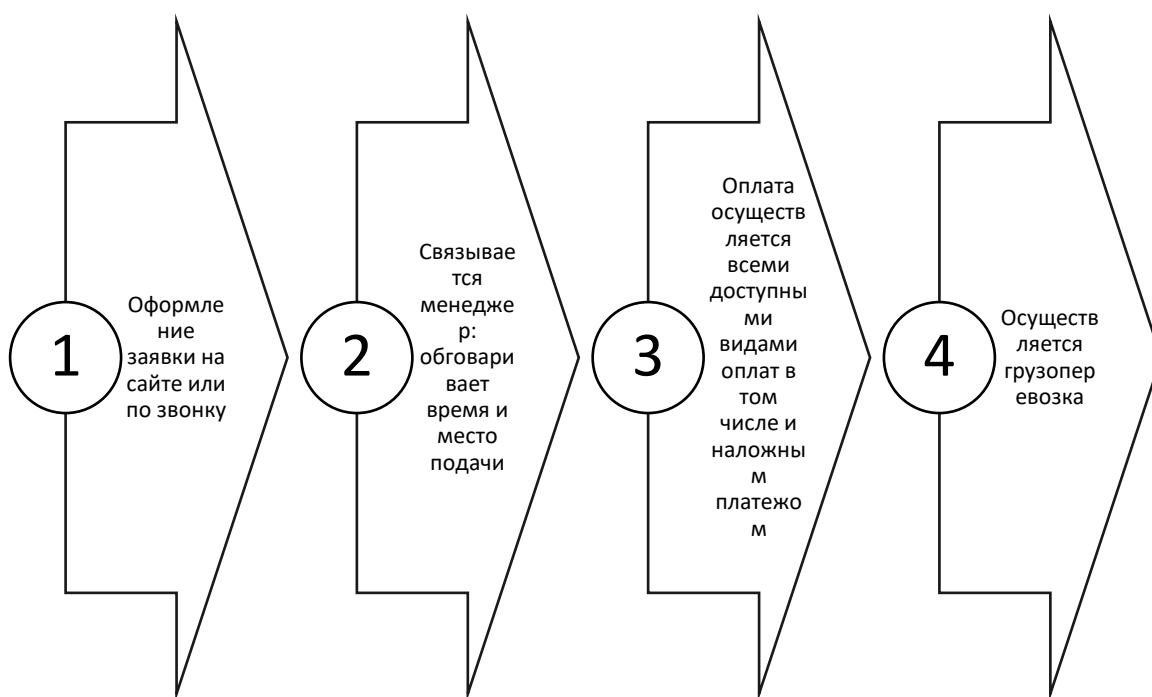 1
Оформле
ние
заявки на
сайте или
по звонку
2
Связывае
тся
менедже
р:
обговари
вает
время и
место
подачи
3
Оплата
осуществ
ляется
всеми
доступны
ми
видами
оплат в
том
числе и
наложны
м
платежо
м
4
Осуществ
ляется
грузопер
евозка